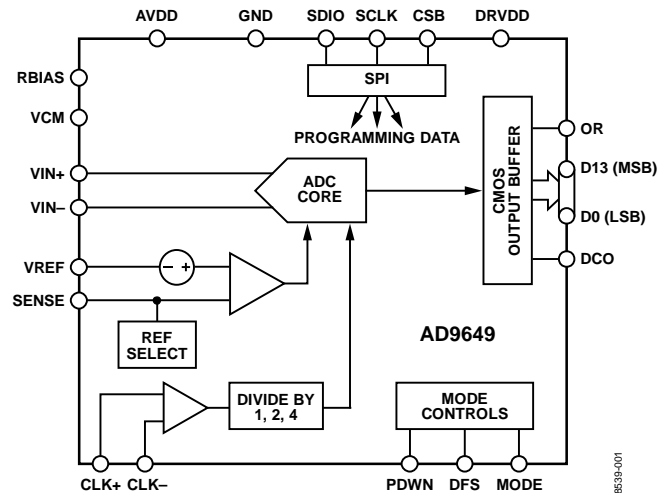 AVDD GND SDIO SCLK CSB DRVDD
RBIAS
SPI
VCM
PROGRAMMING DATA
OR
VIN+
ADC
CORE
CMOS
OUTPUT BUFFER
D13 (MSB)
VIN–
D0 (LSB)
VREF
– +
DCO
SENSE
REF
SELECT
AD9649
DIVIDE BY
1, 2, 4
MODE
CONTROLS
CLK+ CLK– PDWN DFS MODE
8539-001